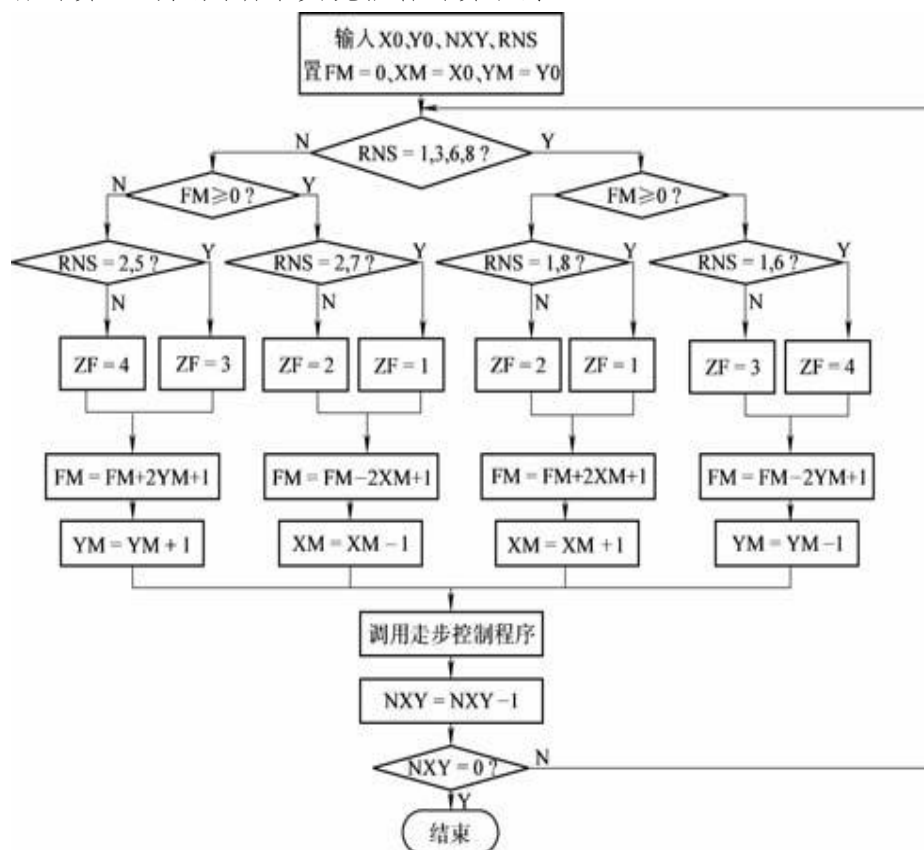 输入X0、Y0、NXY、RNS
置FM=0、XM=X0、YM=Y0
N
RNS=1,3,6,8?
Y
N
FM≥0?
Y
FM≥0?
RNS=2,5?
Y
RNS=2,7?
Y
RNS=1,8?
Y
RNS=1,6?
Y
N
N
N
N
ZF=4
ZF=3
ZF=2
ZF=1
ZF=2
ZF=1
ZF=3
ZF=4
FM=FM+2YM+1
FM=FM-2XM+1
FM=FM+2XM+1
FM=FM-2YM+1
YM=YM+1
XM=XM-1
XM=XM+1
YM=YM-1
调用走步控制程序
NXY=NXY-1
NXY=0?
N
Y
结束